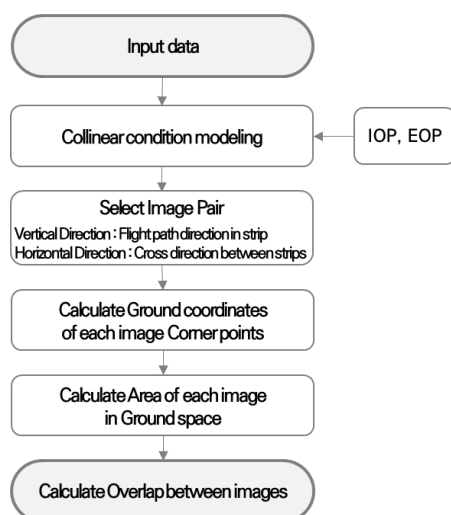 Input data
Collinear condition modeling
IOP, EOP
Select Image Pair
Vertical Direction : Flight path direction in strip
Horizontal Direction : Cross direction between strips
Calculate Ground coordinates
of each image Corner points
Calculate Area of each image
in Ground space
Calculate Overlap between images